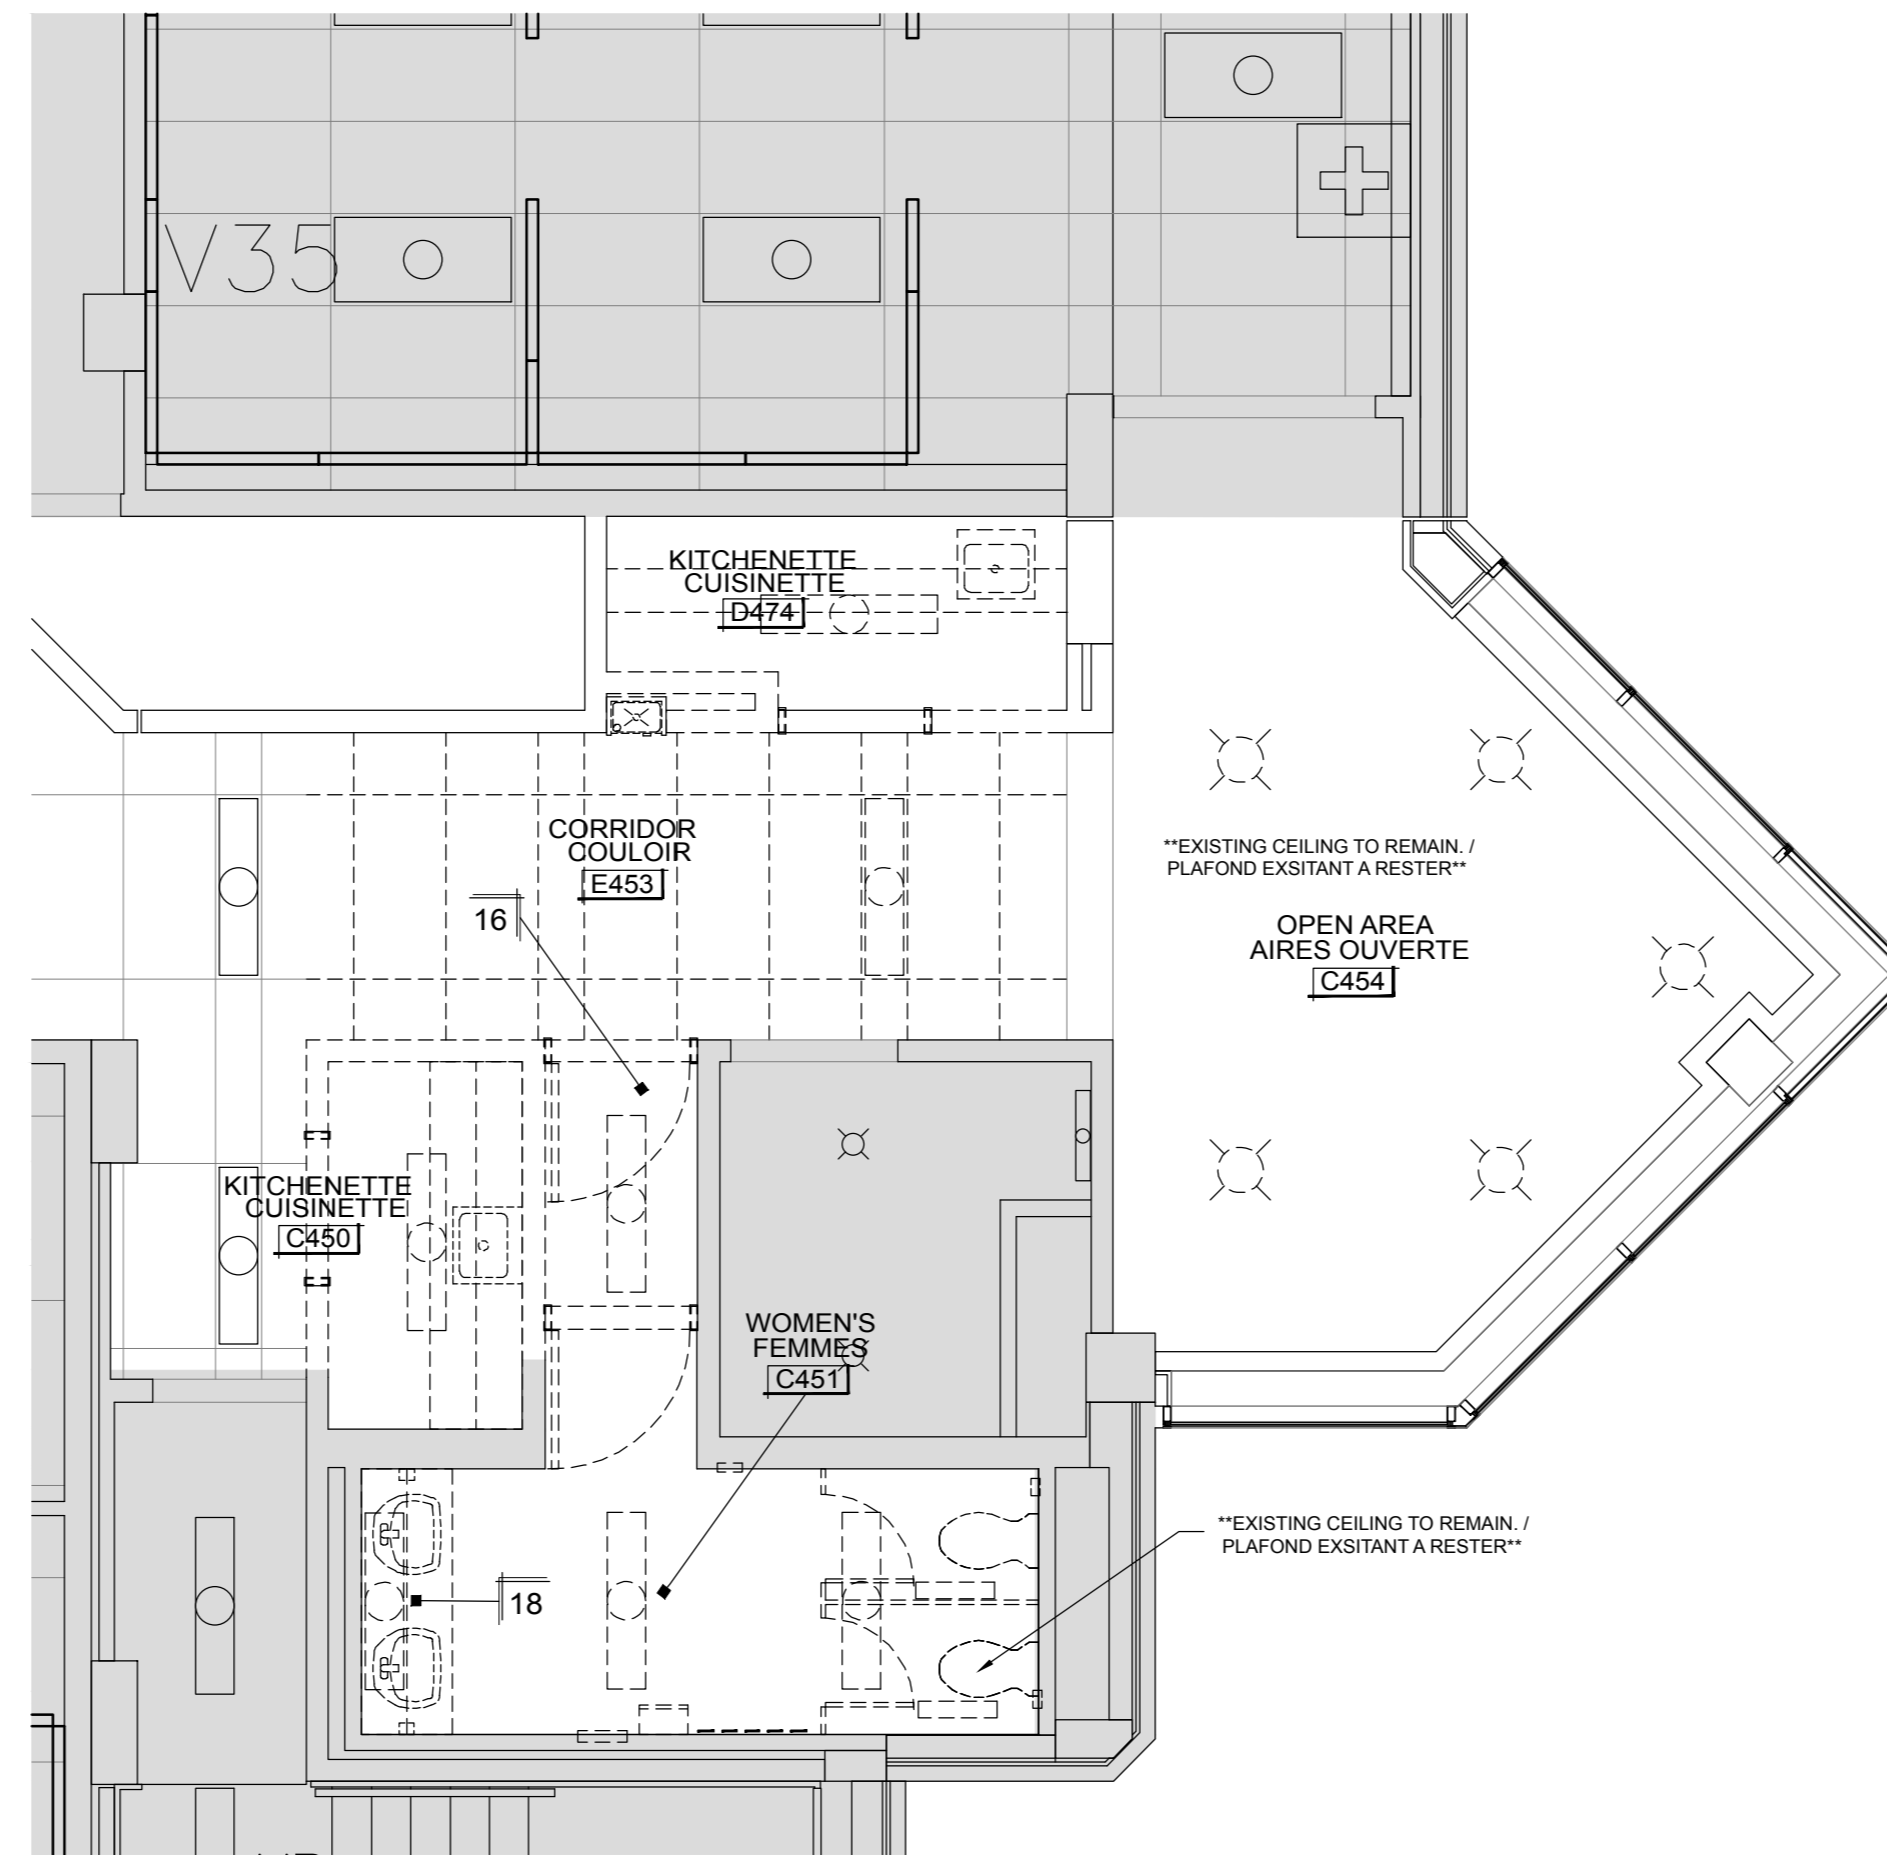 V35
KITCHENETTE
CUISINETTE
D474
CORRIDOR
COULOIR
E453
16
**EXISTING CEILING TO REMAIN. /
PLAFOND EXSITANT A RESTER**
OPEN AREA
AIRES OUVERTE
C454
KITCHENETTE
CUISINETTE
C450
WOMEN'S
FEMMES
C451
**EXISTING CEILING TO REMAIN. /
PLAFOND EXSITANT A RESTER**
18